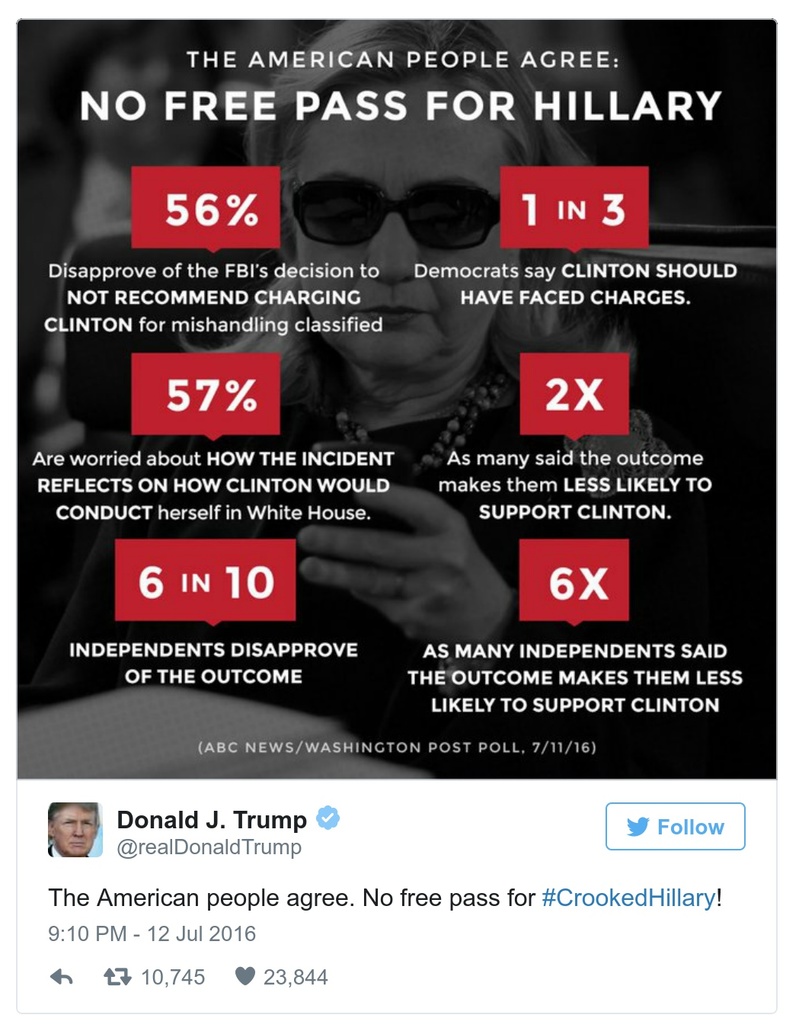 THE AMERICAN PEOPLE AGREE:
NO FREE PASS FOR HILLARY
56%
Disapprove of the FBI's decision to
NOT RECOMMEND CHARGING
CLINTON for mishandling classified
1 IN 3
Democrats say CLINTON SHOULD
HAVE FACED CHARGES.
57%
Are worried about HOW THE INCIDENT
REFLECTS ON HOW CLINTON WOULD
CONDUCT herself in White House.
2X
As many said the outcome
makes them LESS LIKELY TO
SUPPORT CLINTON.
6 IN 10
INDEPENDENTS DISAPPROVE
OF THE OUTCOME
6X
AS MANY INDEPENDENTS SAID
THE OUTCOME MAKES THEM LESS
LIKELY TO SUPPORT CLINTON
(ABC NEWS/WASHINGTON POST POLL, 7/11/16)
Donald J. Trump
@realDonaldTrump
Follow
The American people agree. No free pass for #CrookedHillary!
9:10 PM - 12 Jul 2016
10,745 23,844